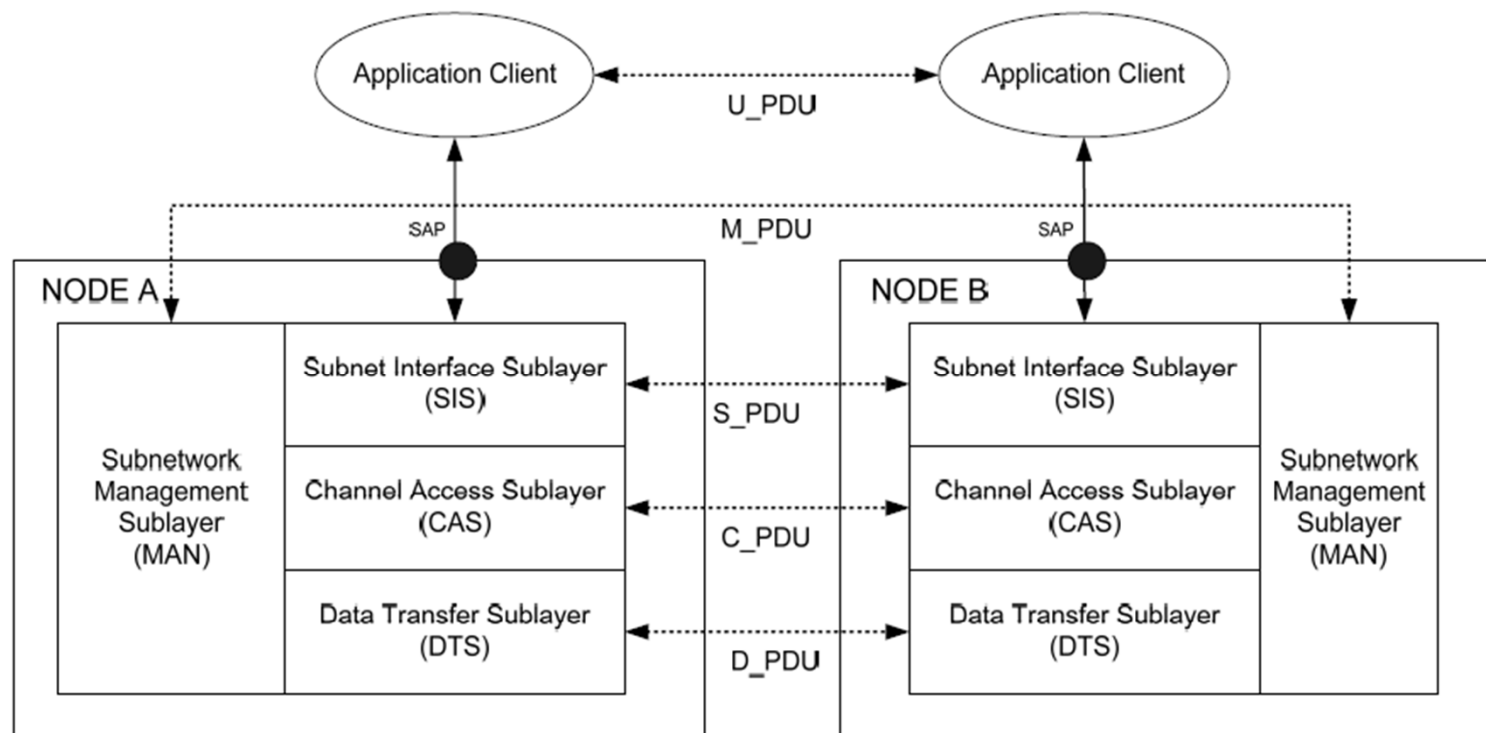 Application Client
Application Client
U_PDU
SAP
M_PDU
SAP
NODE A
NODE B
Subnetwork
Management
Sublayer
(MAN)
Subnet Interface Sublayer
(SIS)
Channel Access Sublayer
(CAS)
Data Transfer Sublayer
(DTS)
S_PDU
C_PDU
D_PDU
Subnet Interface Sublayer
(SIS)
Channel Access Sublayer
(CAS)
Data Transfer Sublayer
(DTS)
Subnetwork
Management
Sublayer
(MAN)